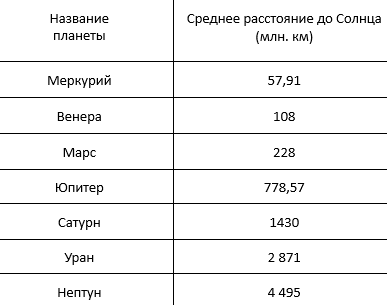 Название планеты
Среднее расстояние до Солнца (млн. км)
Меркурий 57,91
Венера 108
Марс 228
Юпитер 778,57
Сатурн 1430
Уран 2 871
Нептун 4 495